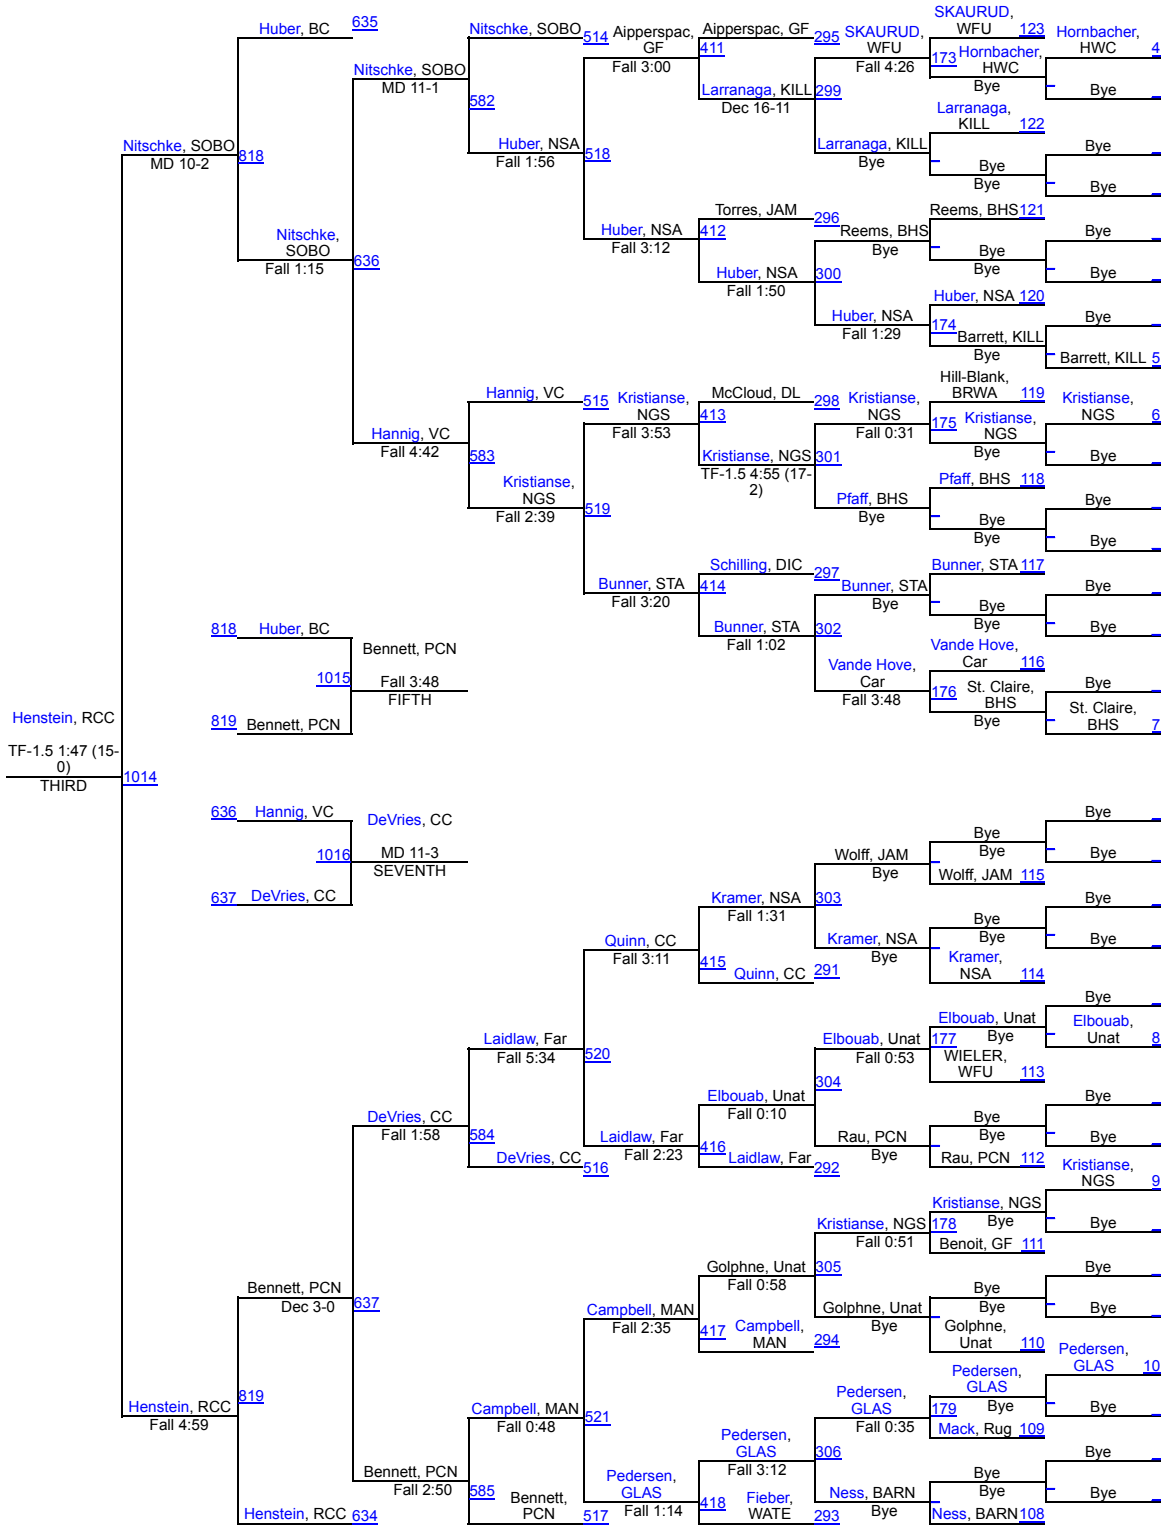 SKAURUD,
WFU 123
Hornbacher,
HWC 4
Huber, BC 635
Nitschke, SOBO 514
Aipperspac,
GF
Fall 3:00
Aipperspac, GF 295
411
SKAURUD,
WFU
Fall 4:26
173 Hornbacher,
HWC
Bye
Bye
Nitschke, SOBO
MD 11-1
582
Larranaga, KILL 299
Dec 16-11
Larranaga,
KILL 122
Nitschke, SOBO 818
MD 10-2
Huber, NSA 518
Fall 1:56
Larranaga, KILL
Bye
Bye
Bye
Bye
Bye
Torres, JAM 296
Reems, BHS 121
Nitschke,
SOBO
Fall 1:15
636
Huber, NSA 412
Fall 3:12
Reems, BHS
Bye
Bye
Bye
Bye
Bye
Huber, NSA 300
Fall 1:50
Huber, NSA 120
Huber, NSA
Fall 1:29
174
Barrett, KILL
Bye
Bye
Barrett, KILL 5
Hannig, VC 515
Kristianse,
NGS
Fall 3:53
McCloud, DL 298
413
Kristianse,
NGS
Fall 0:31
Hill-Blank,
BRWA 119
Kristianse,
NGS 6
175 Kristianse,
NGS
Bye
Bye
Hannig, VC
Fall 4:42
583
Kristianse, NGS 301
TF-1.5 4:55 (17-
2)
Kristianse,
NGS
Fall 2:39
519
Pfaff, BHS
Bye
Pfaff, BHS 118
Bye
Bye
Bye
Bye
Schilling, DIC 297
Bunner, STA 117
Bunner, STA 414
Fall 3:20
Bunner, STA
Bye
Bye
Bye
Bye
Bye
Bunner, STA 302
Fall 1:02
818 Huber, BC
Bennett, PCN
1015
Fall 3:48
FIFTH
819 Bennett, PCN
Vande Hove,
Car
Fall 3:48
Vande Hove,
Car 116
176 St. Claire,
BHS
Bye
Bye
St. Claire,
BHS 7
Henstein, RCC
TF-1.5 1:47 (15-
0)
THIRD
1014
636 Hannig, VC
DeVries, CC
1016
MD 11-3
SEVENTH
637 DeVries, CC
Wolff, JAM
Bye
Bye
Bye
Bye
Bye
Wolff, JAM 115
Kramer, NSA 303
Fall 1:31
Quinn, CC
Fall 3:11
415
Quinn, CC 291
Kramer, NSA
Bye
Bye
Bye
Bye
Bye
Kramer,
NSA 114
Laidlaw, Far
Fall 5:34
520
Elbouab, Unat
Fall 0:53
Elbouab, Unat
177 Bye
Bye
Elbouab,
Unat 8
WIELER,
WFU 113
304
Elbouab, Unat
Fall 0:10
DeVries, CC
Fall 1:58
584
Laidlaw, Far
Fall 2:23
416
Rau, PCN
Bye
Bye
Bye
Bye
Bye
DeVries, CC 516
Laidlaw, Far 292
Rau, PCN 112
Kristianse,
NGS 9
Kristianse, NGS
Fall 0:51
Kristianse, NGS
178 Bye
Bye
Benoit, GF 111
Bennett, PCN
Dec 3-0
637
Golphne, Unat 305
Fall 0:58
Campbell, MAN
Fall 2:35
417 Campbell,
MAN 294
Golphne, Unat
Bye
Bye
Bye
Bye
Bye
Golphne,
Unat 110
Pedersen,
GLAS 10
Henstein, RCC 819
Fall 4:59
Campbell, MAN 521
Fall 0:48
Pedersen,
GLAS
Fall 0:35
Pedersen,
GLAS
179 Bye
Bye
Mack, Rug 109
Pedersen,
GLAS
Fall 3:12
306
Bennett, PCN
Fall 2:50
585
Pedersen,
GLAS
Fall 1:14
418 Fieber,
WATE 293
Ness, BARN
Bye
Bye
Bye
Bye
Bye
Henstein, RCC 634
Bennett,
PCN 517
Ness, BARN 108